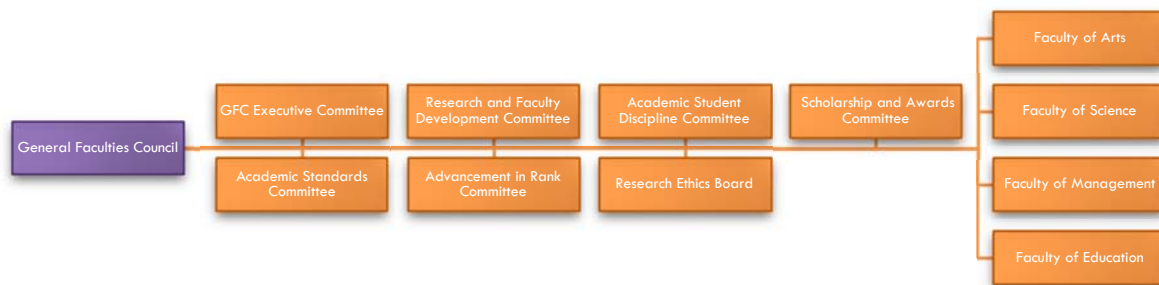 General Faculties Council
GFC Executive Committee
Academic Standards
Committee
Research and Faculty
Development Committee
Advancement in Rank
Committee
Academic Student
Discipline Committee
Research Ethics Board
Scholarship and Awards
Committee
Faculty of Arts
Faculty of Science
Faculty of Management
Faculty of Education